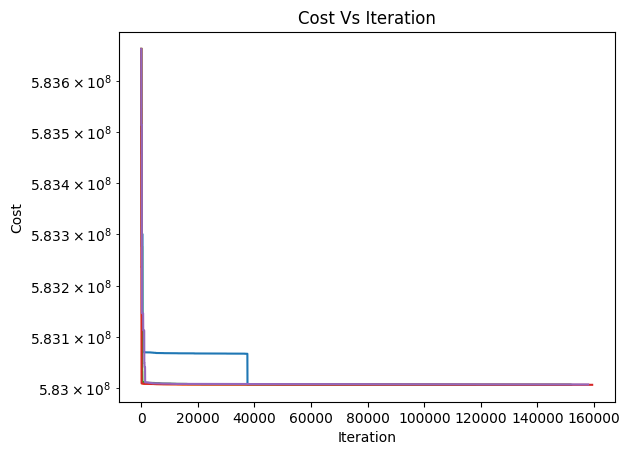 Cost Vs Iteration
Cost
5.836 × 10⁸
5.835 × 10⁸
5.834 × 10⁸
5.833 × 10⁸
5.832 × 10⁸
5.831 × 10⁸
5.83 × 10⁸
0 20000 40000 60000 80000 100000 120000 140000 160000
Iteration